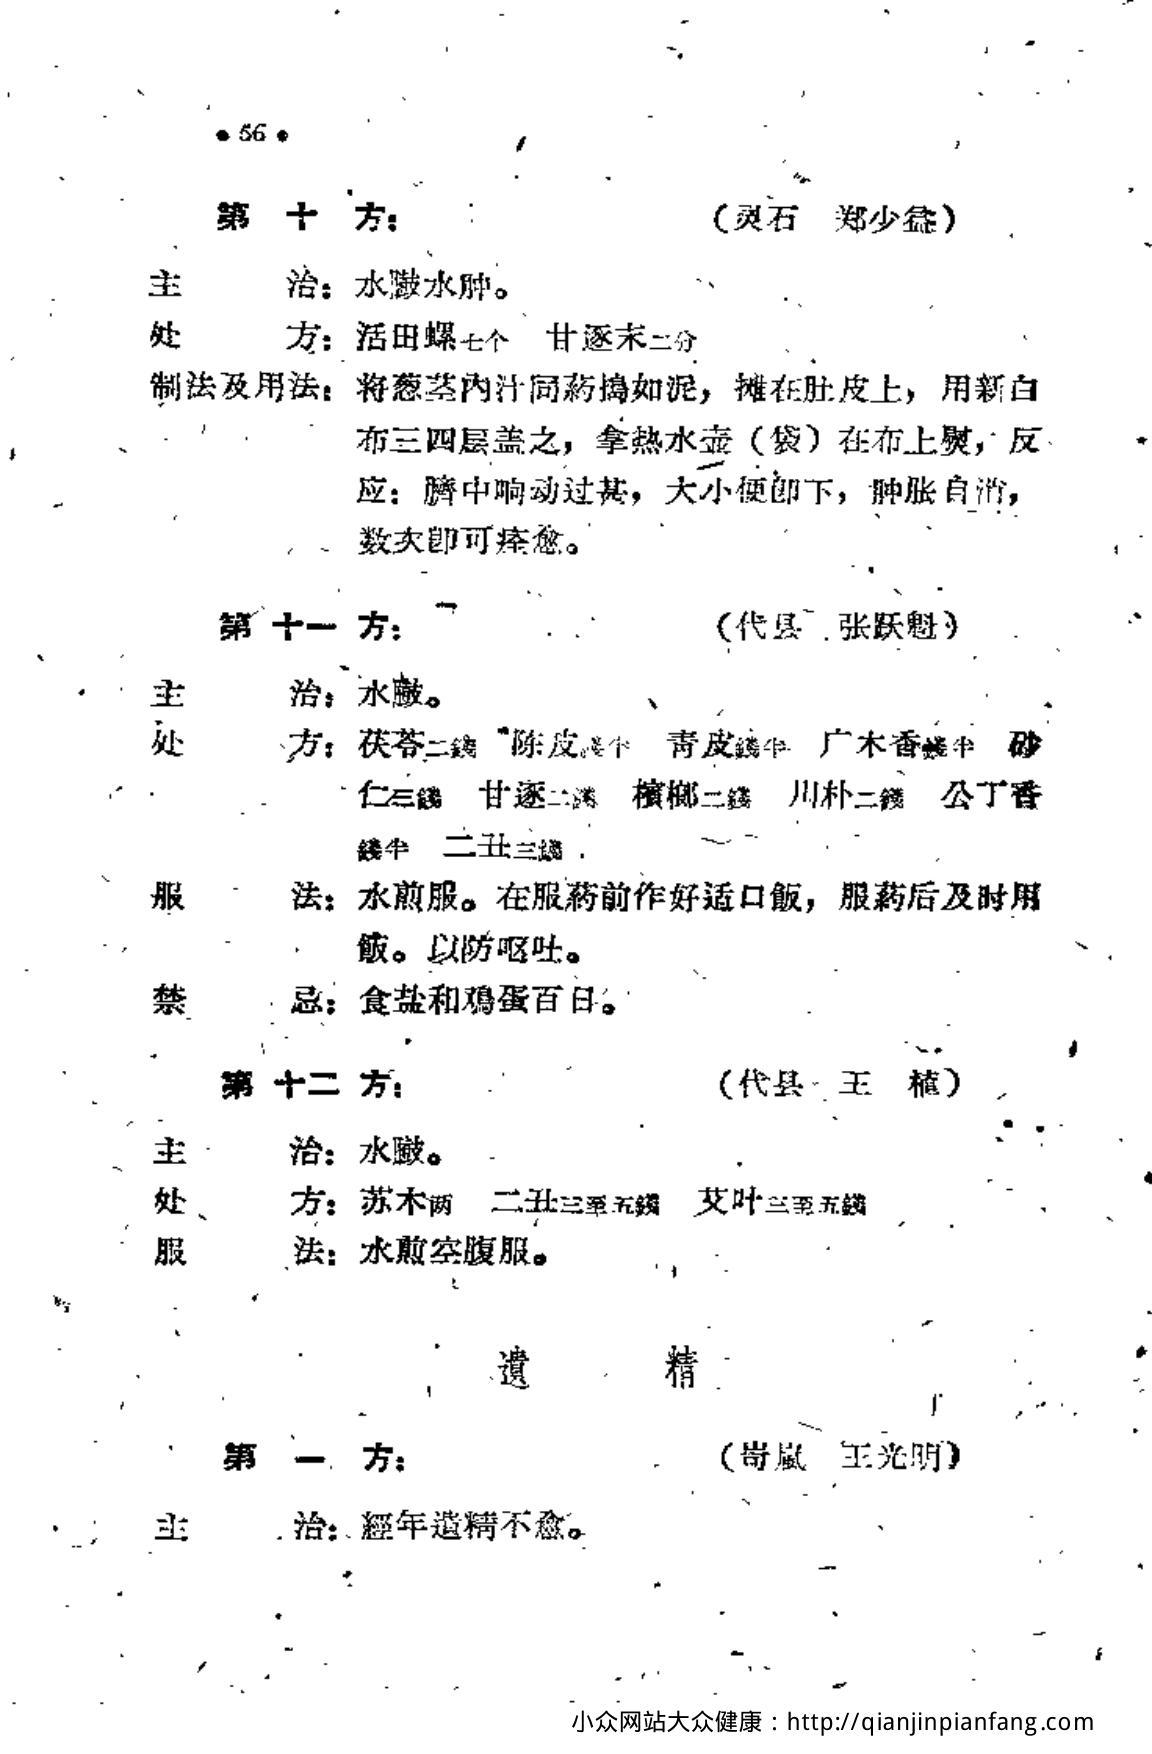 • 56 •
第 十 方： （灵石 郑少〓）
主 治：水臌水肿。
处 方：活田螺七个 甘逐末二分
制法及用法：将葱茎内汁同药捣如泥，摊在肚皮上，用新白
布三四层盖之，拿热水壶（袋）在布上熨，反
应：脐中响动过甚，大小便即下，肿胀自消，
数次即可痊愈。
第 十一 方： （代县 张跃魁）
主 治：水臌。
处 方：茯苓二錢 陈皮錢半 青皮錢半 广木香錢半 砂
仁三錢 甘逐二錢 檳榔二錢 川朴二錢 公丁香
錢半 二丑三錢
服 法：水煎服。在服药前作好适口飯，服药后及时用
飯。以防呕吐。
禁 忌：食盐和鸡蛋百日。
第 十二 方： （代县 王 植）
主 治：水臌。
处 方：苏木两 二丑三至五錢 艾叶三至五錢
服 法：水煎空腹服。
遺 精
第 一 方： （岢嵐 王光明）
主 治：經年遺精不愈。
小众网站大众健康：http://qianjinpianfang.com